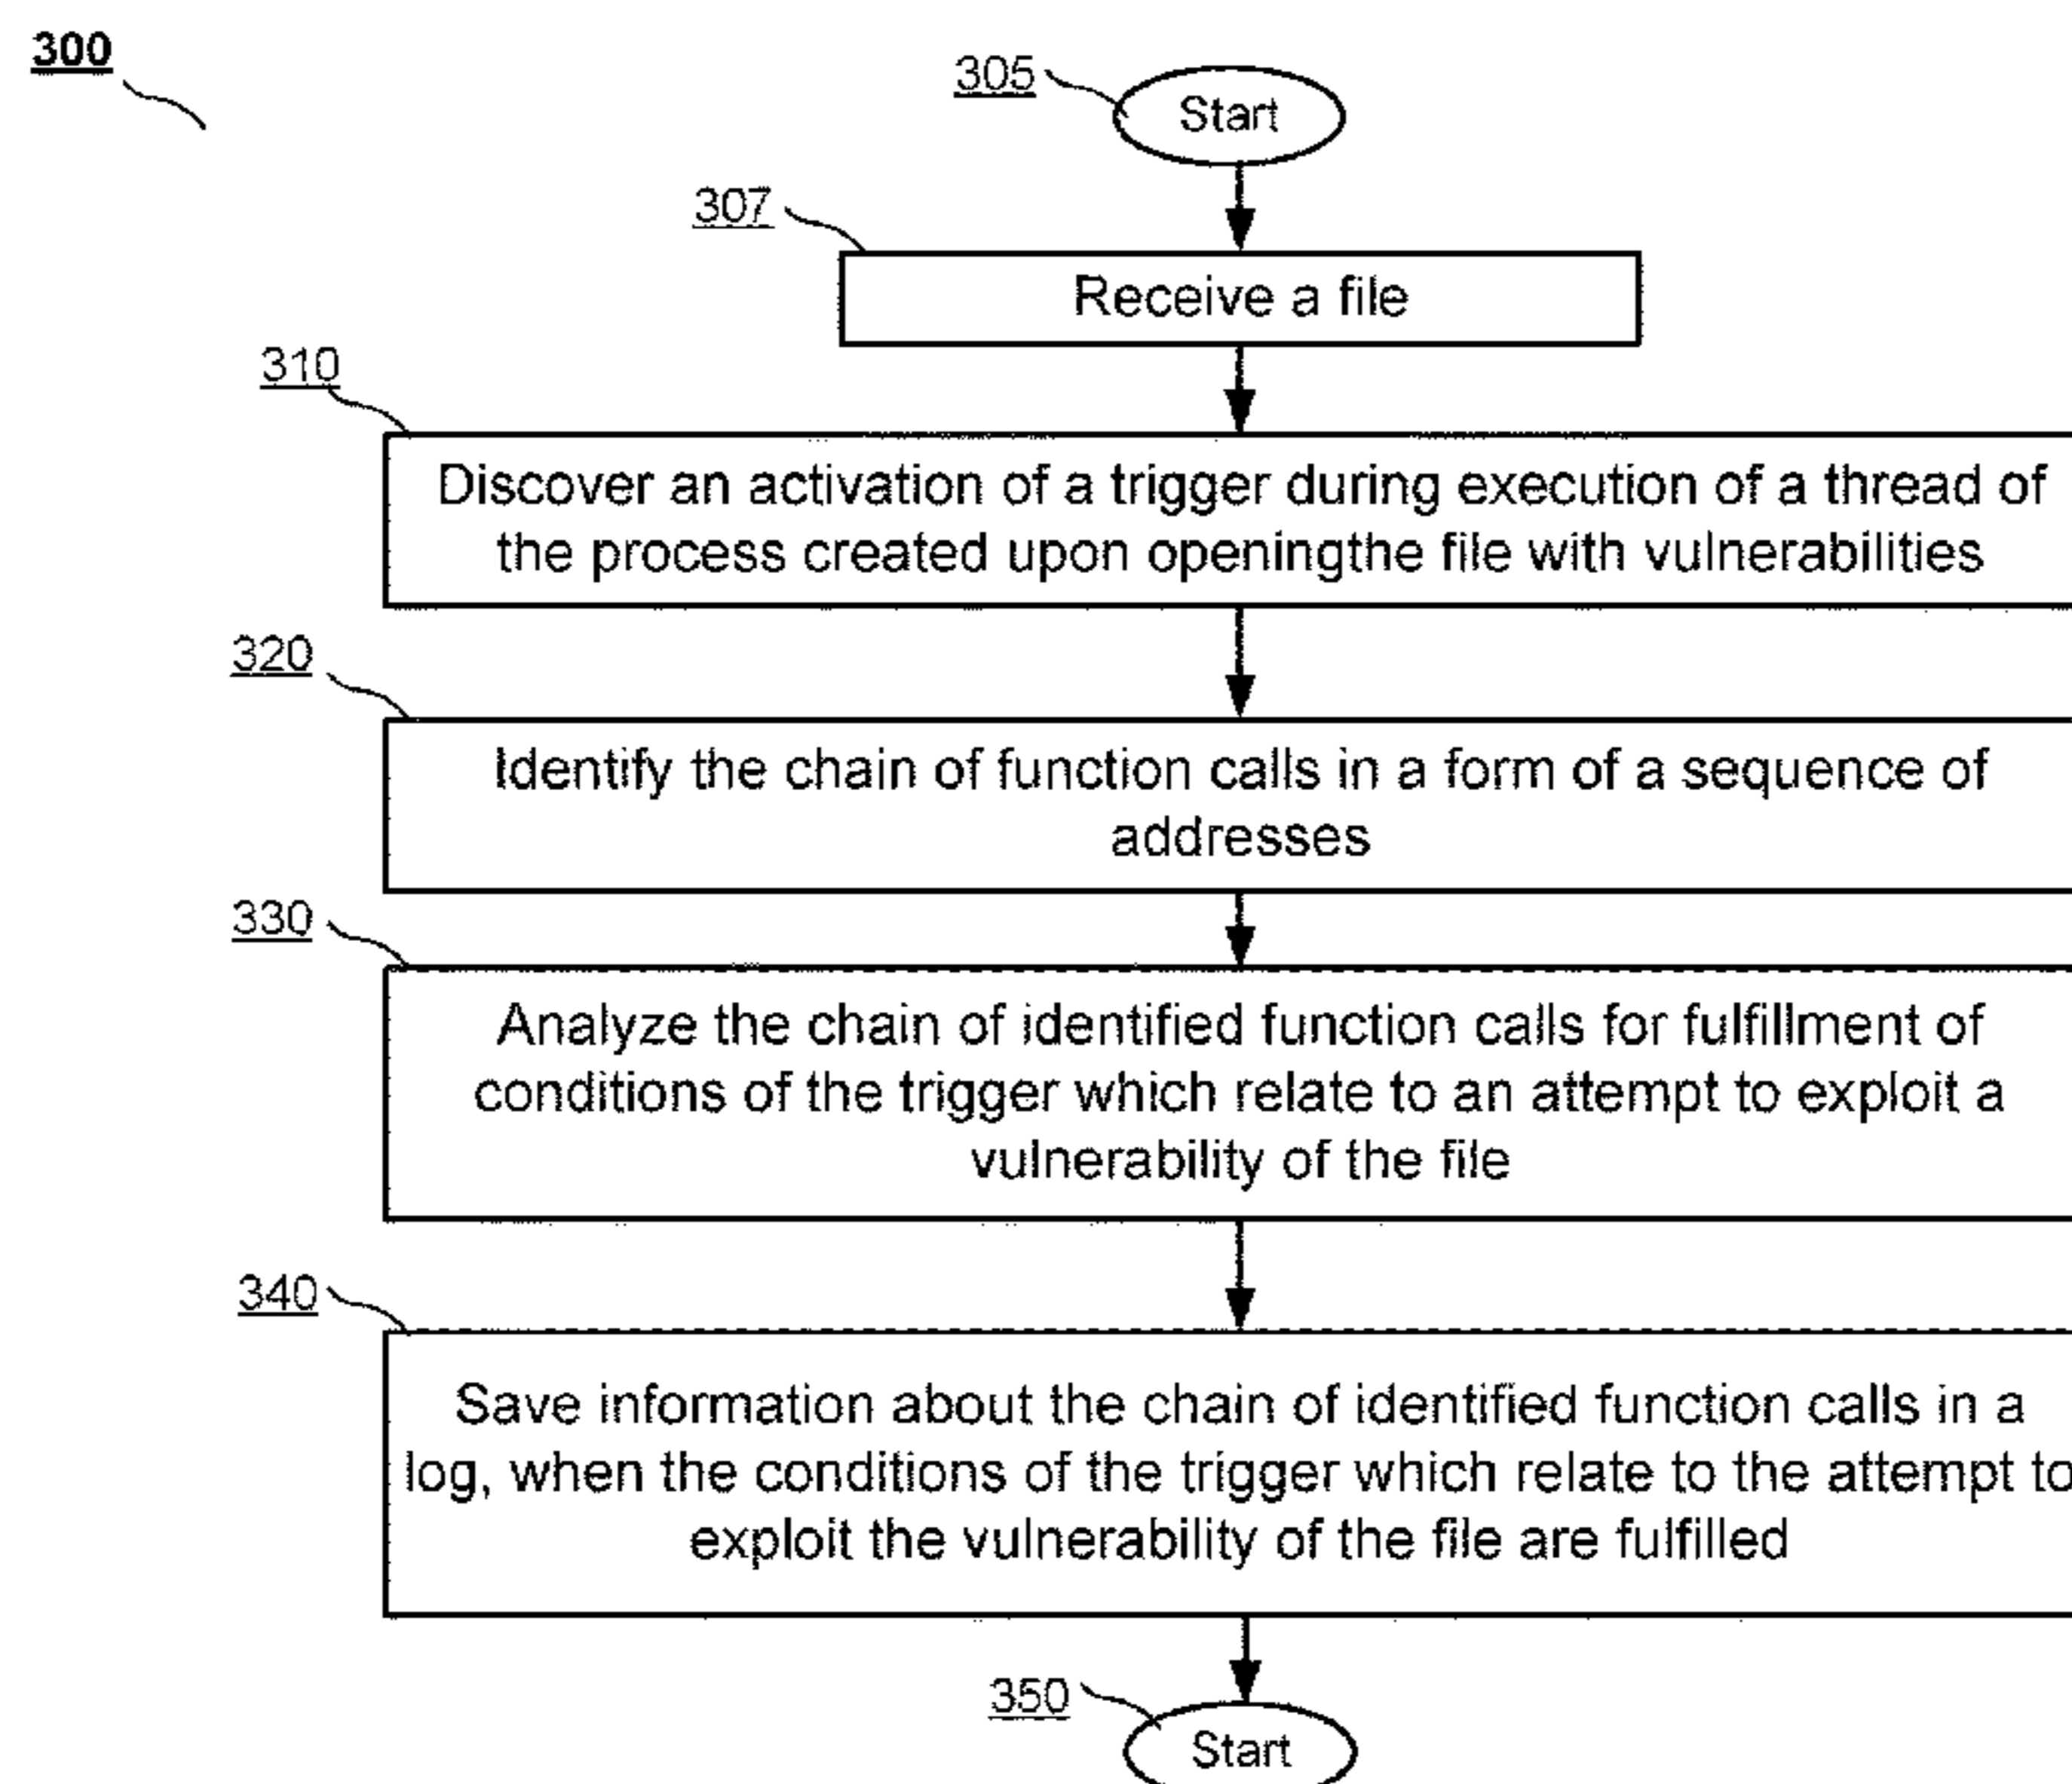 300
305
Start
307
Receive a file
310
Discover an activation of a trigger during execution of a thread of
the process created upon openingthe file with vulnerabilities
320
Identify the chain of function calls in a form of a sequence of
addresses
330
Analyze the chain of identified function calls for fulfillment of
conditions of the trigger which relate to an attempt to exploit a
vulnerability of the file
340
Save information about the chain of identified function calls in a
log, when the conditions of the trigger which relate to the attempt to
exploit the vulnerability of the file are fulfilled
350
Start